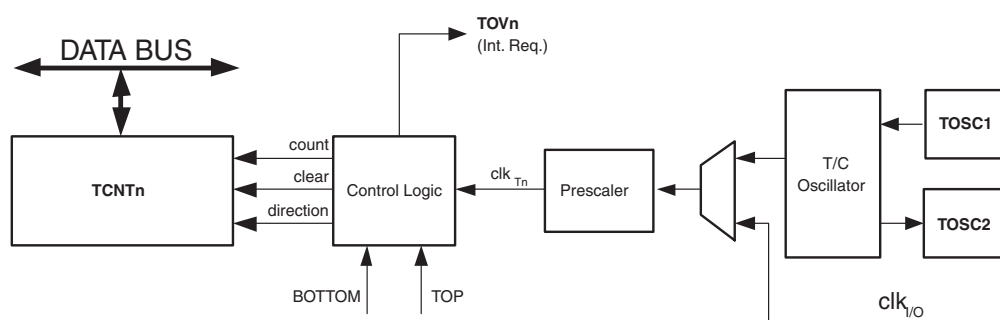 TOVn
(Int. Req.)
DATA BUS
TOSC1
count
TCNTn
clear
Control Logic
clk Tn
Prescaler
T/C
Oscillator
direction
TOSC2
BOTTOM
TOP
clkI/O